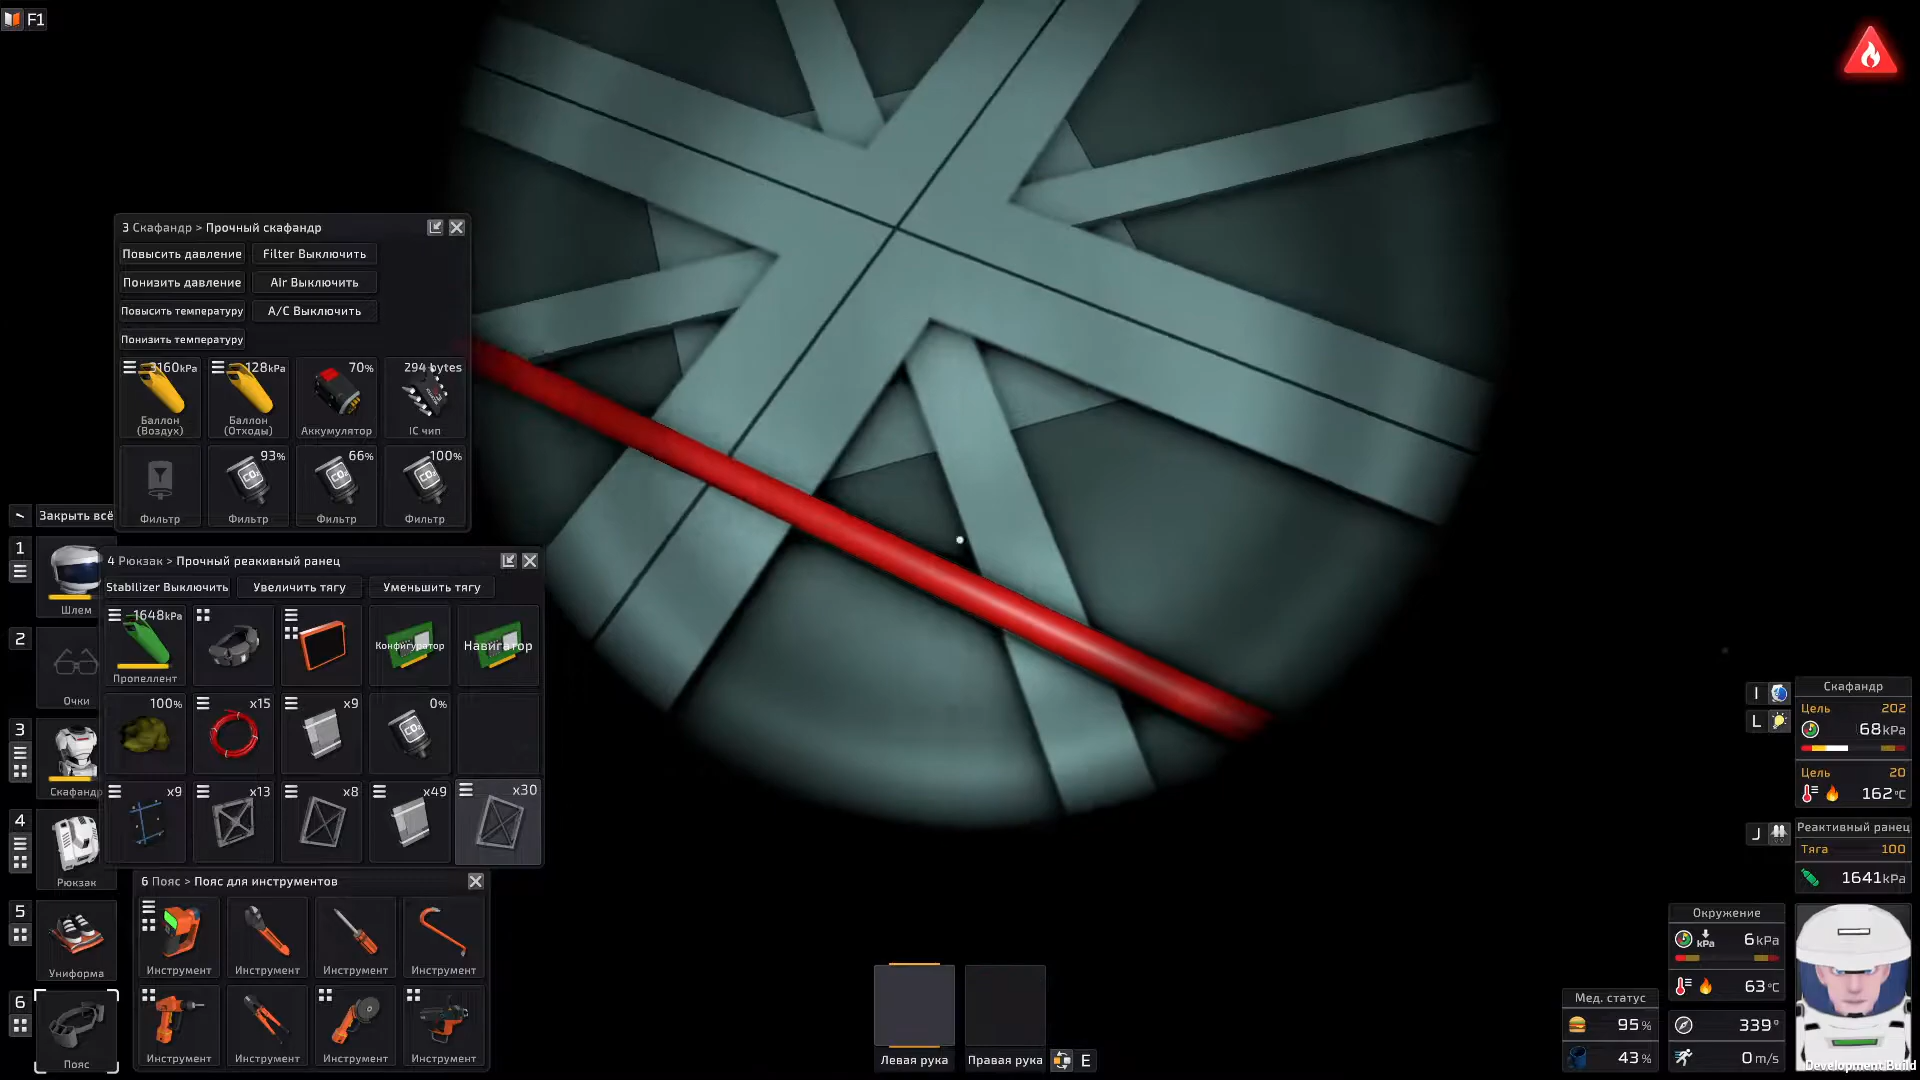 F1
3 Скафандр > Прочный скафандр
Повысить давление
Filter Выключить
Понизить давление
Air Выключить
Повысить температуру
A/C Выключить
Понизить температуру
3160kPa
128kPa
70%
294 bytes
Баллон (Воздух)
Баллон (Отходы)
Аккумулятор
IC чип
93%
66%
100%
Фильтр
Фильтр
Фильтр
Фильтр
Закрыть всё
4 Рюкзак > Прочный реактивный ранец
Stabilizer Выключить
Увеличить тягу
Уменьшить тягу
1648kPa
Пропеллент
Конфигуратор
Навигатор
100%
x15
x9
0%
x9
x13
x8
x49
x30
6 Пояс > Пояс для инструментов
Инструмент
Инструмент
Инструмент
Инструмент
Инструмент
Инструмент
Инструмент
Инструмент
1
Шлем
2
Очки
3
Скафандр
4
Рюкзак
5
Униформа
6
Пояс
Левая рука
Правая рука
E
I
L
Скафандр
Цель 202
68kPa
Цель 20
162°C
J
Реактивный ранец
Тяга 100
1641kPa
Окружение
kPa
6kPa
63°C
Мед. статус
95%
43%
339°
0m/s
Development Build